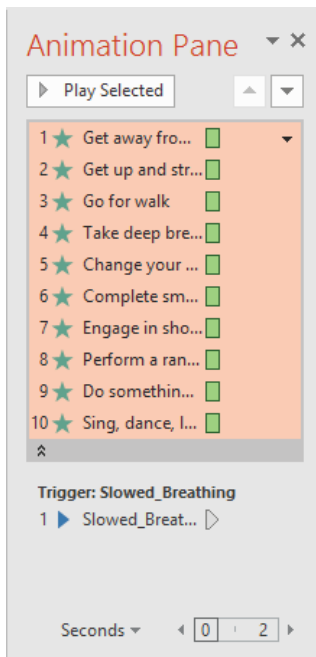 Animation Pane
Play Selected
1 Get away fro...
2 Get up and str...
3 Go for walk
4 Take deep bre...
5 Change your ...
6 Complete sm...
7 Engage in sho...
8 Perform a ran...
9 Do somethin...
10 Sing, dance, l...
Trigger: Slowed_Breathing
1 Slowed_Breat...
Seconds 0 2